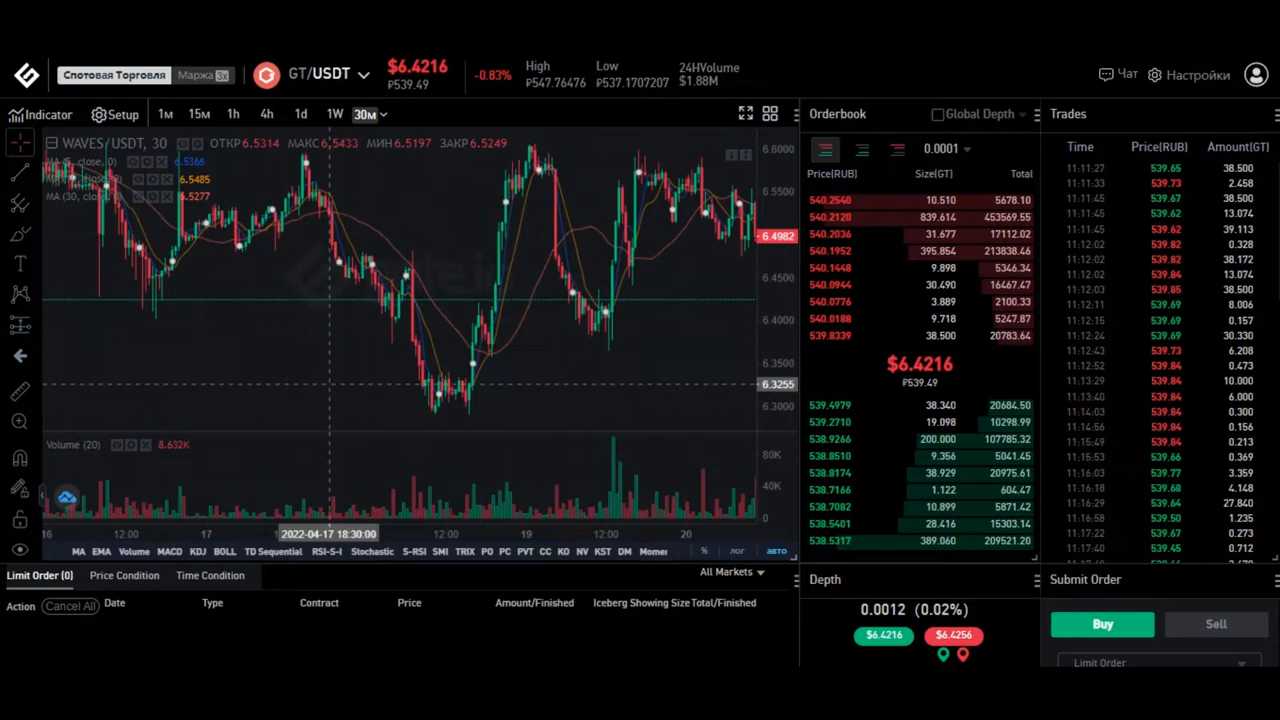 Спотовая Торговля Маржа 3x GT/USDT $6.4216 ₽539.49 -0.83% High ₽547.76476 Low ₽537.1707207 24HVolume $1.88M Чат Настройки
Indicator Setup 1м 15м 1h 4h 1d 1W 30м
WAVES/USDT, 30 ОТКР 6.5314 МАКС 6.5433 МИН 6.5197 ЗАКР 6.5249
close, 0) 6.5366
close, 0) 6.5485
MA (30, close, 0) 6.5277
6.6000
6.5500
6.4982
6.4500
6.4000
6.3500
6.3255
6.3000
Volume (20) 8.632K
80K
40K
0
16 12:00 17 2022-04-17 18:30:00 12:00 19 12:00 20
MA EMA Volume MACD KDJ BOLL TD Sequential RSI-S-I Stochastic S-RSI SMI TRIX PO PC PVT CC KO NV KST DM Momer % лог авто
Orderbook Global Depth
0.0001
Price(RUB) Size(GT) Total
540.2540 10.510 5678.10
540.2120 839.614 453569.55
540.2036 31.677 17112.02
540.1952 395.854 213838.46
540.1448 9.898 5346.34
540.0944 30.490 16467.47
540.0776 3.889 2100.33
540.0188 9.718 5247.87
539.8339 38.500 20783.64
$6.4216
₽539.49
539.4979 38.340 20684.50
539.2710 19.098 10298.99
538.9266 200.000 107785.32
538.8510 9.356 5041.45
538.8174 38.929 20975.61
538.7166 1.122 604.47
538.7082 10.899 5871.42
538.5401 28.416 15303.14
538.5317 389.060 209521.20
Trades
Time Price(RUB) Amount(GT)
11:11:27 539.65 38.500
11:11:33 539.73 2.458
11:11:45 539.67 38.500
11:11:45 539.62 13.074
11:11:45 539.62 39.113
11:12:02 539.84 0.328
11:12:02 539.82 38.172
11:12:02 539.84 13.074
11:12:03 539.85 38.500
11:12:11 539.69 8.006
11:12:15 539.69 0.157
11:12:24 539.69 30.330
11:12:43 539.73 6.208
11:12:52 539.84 0.473
11:13:29 539.84 10.000
11:13:40 539.84 6.000
11:14:03 539.84 0.300
11:14:56 539.84 0.156
11:15:49 539.84 0.213
11:15:53 539.66 0.369
11:16:03 539.77 3.359
11:16:18 539.68 4.148
11:16:29 539.64 27.840
11:16:58 539.50 1.235
11:17:22 539.67 0.273
11:17:40 539.45 0.712
Limit Order (0) Price Condition Time Condition All Markets
Action Cancel All Date Type Contract Price Amount/Finished Iceberg Showing Size Total/Finished
Depth
0.0012 (0.02%)
$6.4216 $6.4256
Submit Order
Buy Sell
Limit Order